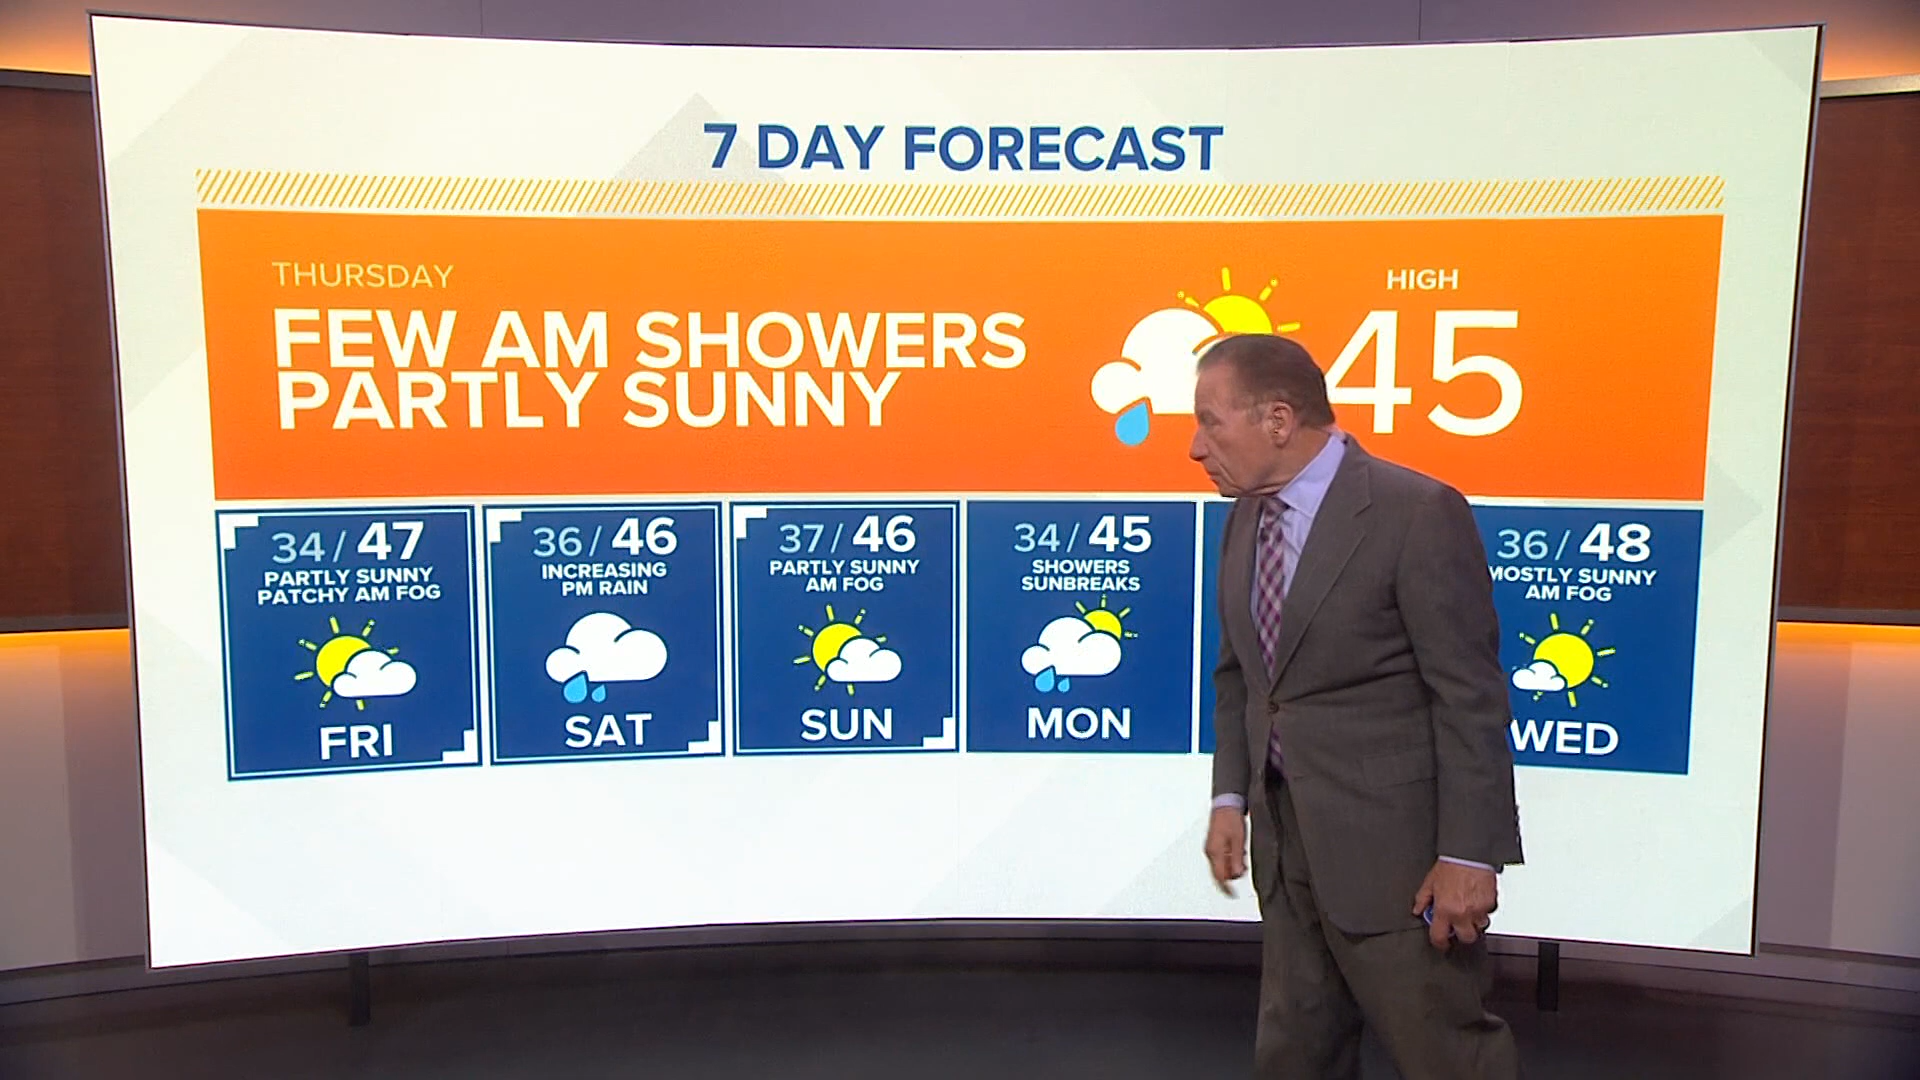 7 DAY FORECAST
THURSDAY
FEW AM SHOWERS
PARTLY SUNNY
HIGH
45
34 / 47
PARTLY SUNNY
PATCHY AM FOG
FRI
36 / 46
INCREASING
PM RAIN
SAT
37 / 46
PARTLY SUNNY
AM FOG
SUN
34 / 45
SHOWERS
SUNBREAKS
MON
36 / 48
MOSTLY SUNNY
AM FOG
WED